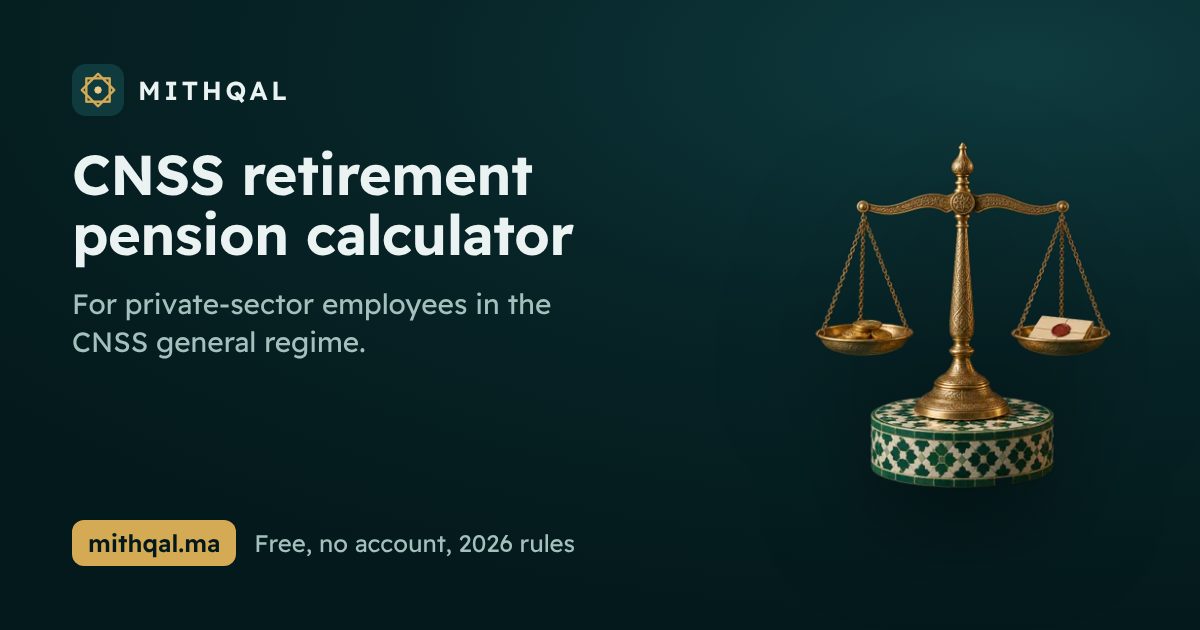 MITHQAL
CNSS retirement
pension calculator
For private-sector employees in the
CNSS general regime.
mithqal.ma
Free, no account, 2026 rules